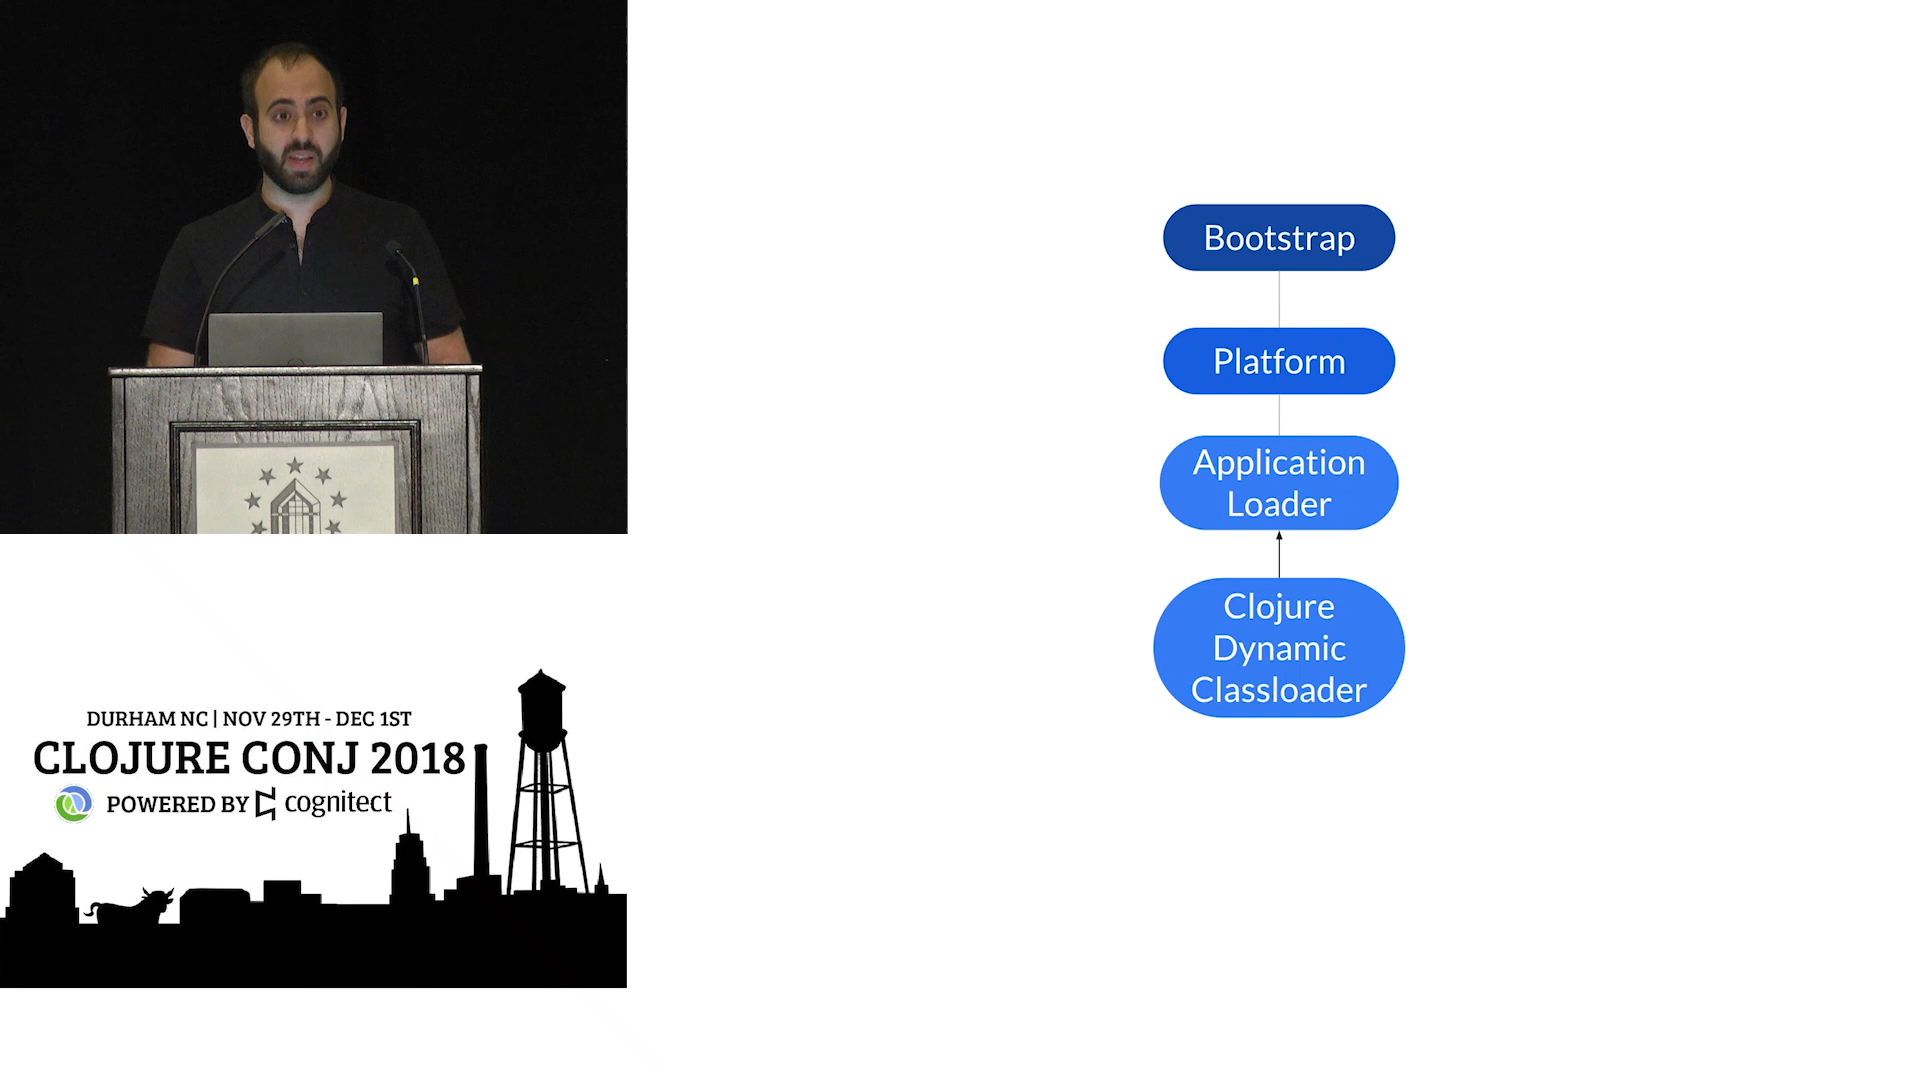 Bootstrap
Platform
Application
Loader
Clojure
Dynamic
Classloader
DURHAM NC | NOV 29TH - DEC 1ST
CLOJURE CONJ 2018
POWERED BY cognitect